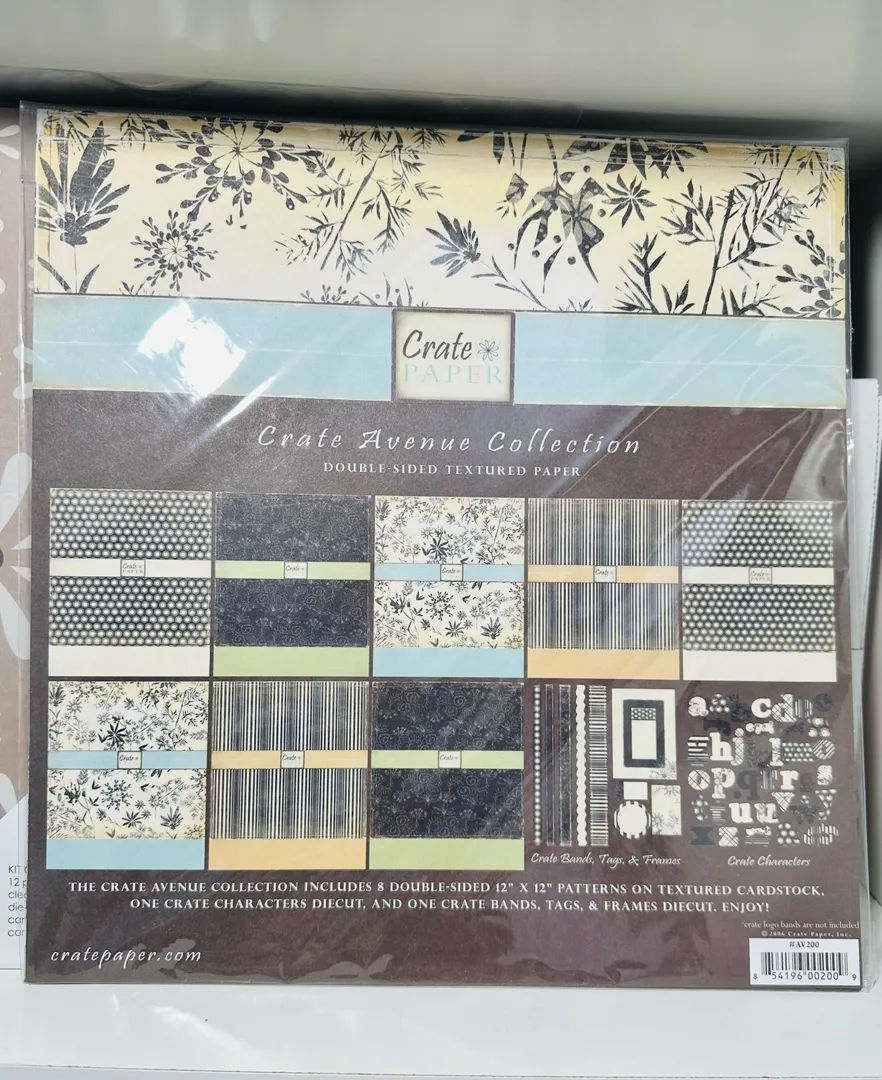 Crate
PAPER
Crate Avenue Collection
DOUBLE-SIDED TEXTURED PAPER
Crate Bands, Tags, & Frames
Crate Characters
THE CRATE AVENUE COLLECTION INCLUDES 8 DOUBLE-SIDED 12" X 12" PATTERNS ON TEXTURED CARDSTOCK,
ONE CRATE CHARACTERS DIECUT, AND ONE CRATE BANDS, TAGS, & FRAMES DIECUT. ENJOY!
*crate logo bands are not included
© 2006 Crate Paper, Inc.
cratepaper.com
#AV200
8 54196 00200 9
KIT
12